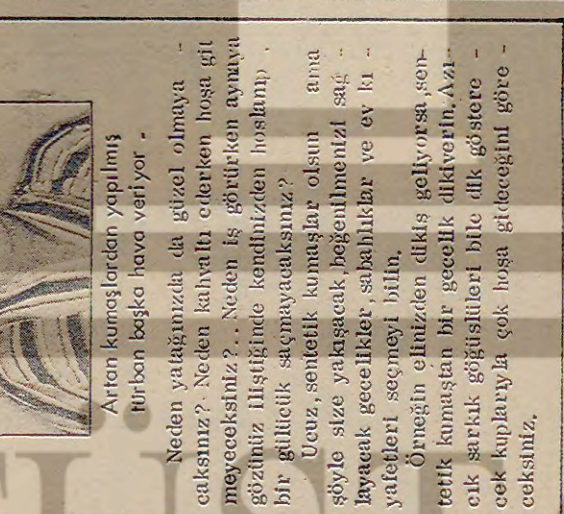 Artan kumaşlardan yapılmış
türban başka hava veriyor -
Neden yatağınızda da güzel olmaya -
caksınız? Neden kahvaltı ederken hoşa git
meyeceksiniz?.. Neden iş görürken aynaya
gözünüz iliştiğinde kendinizden hoşlanıp .
bir gülücük saçmayacaksınız?
Ucuz, sentetik kumaşlar olsun ama
şöyle size yakışacak, beğenilmenizi sağ -
layacak gecelikler, sabahlıklar ve ev kı -
yafetleri seçmeyi bilin.
Örneğin elinizden dikiş geliyorsa, sen-
tetik kumaştan bir gecelik dikiverin. Azı-
cık sarkık göğüslüleri bile dik göstere -
cek kuplarıyla çok hoşa gideceğini göre -
ceksiniz.